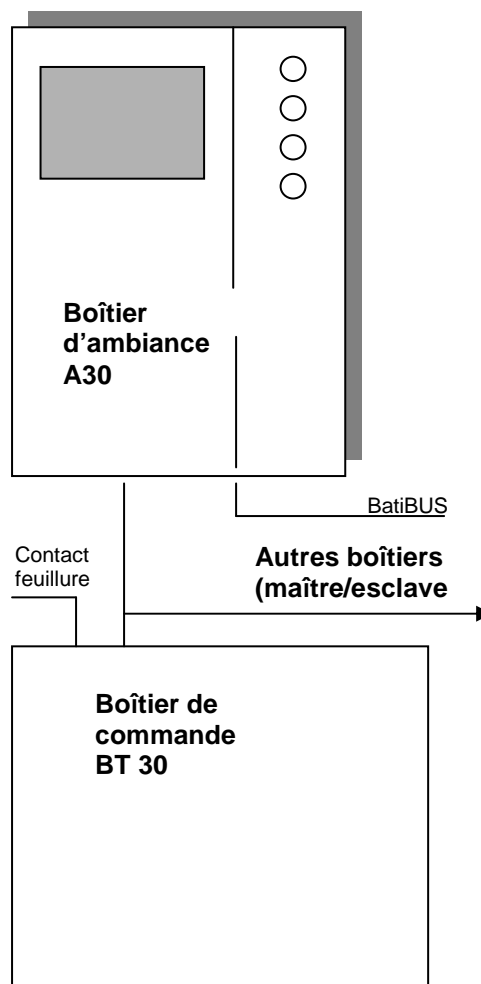 Boîtier
d’ambiance
A30
BatiBUS
Contact
feuillure
Autres boîtiers
(maître/esclave
Boîtier de
commande
BT 30